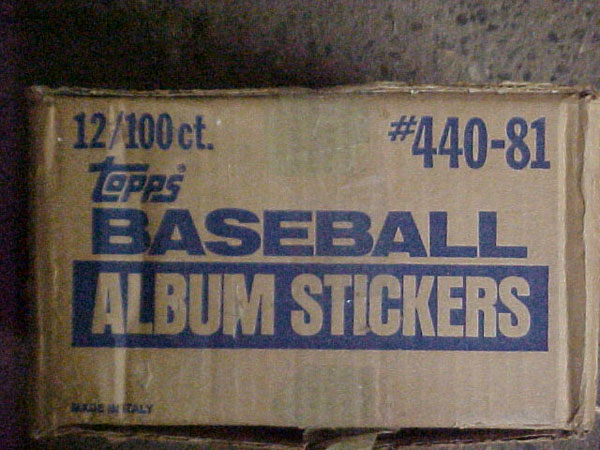 12/100 ct. #440-81
Topps®
BASEBALL
ALBUM STICKERS
MADE IN ITALY